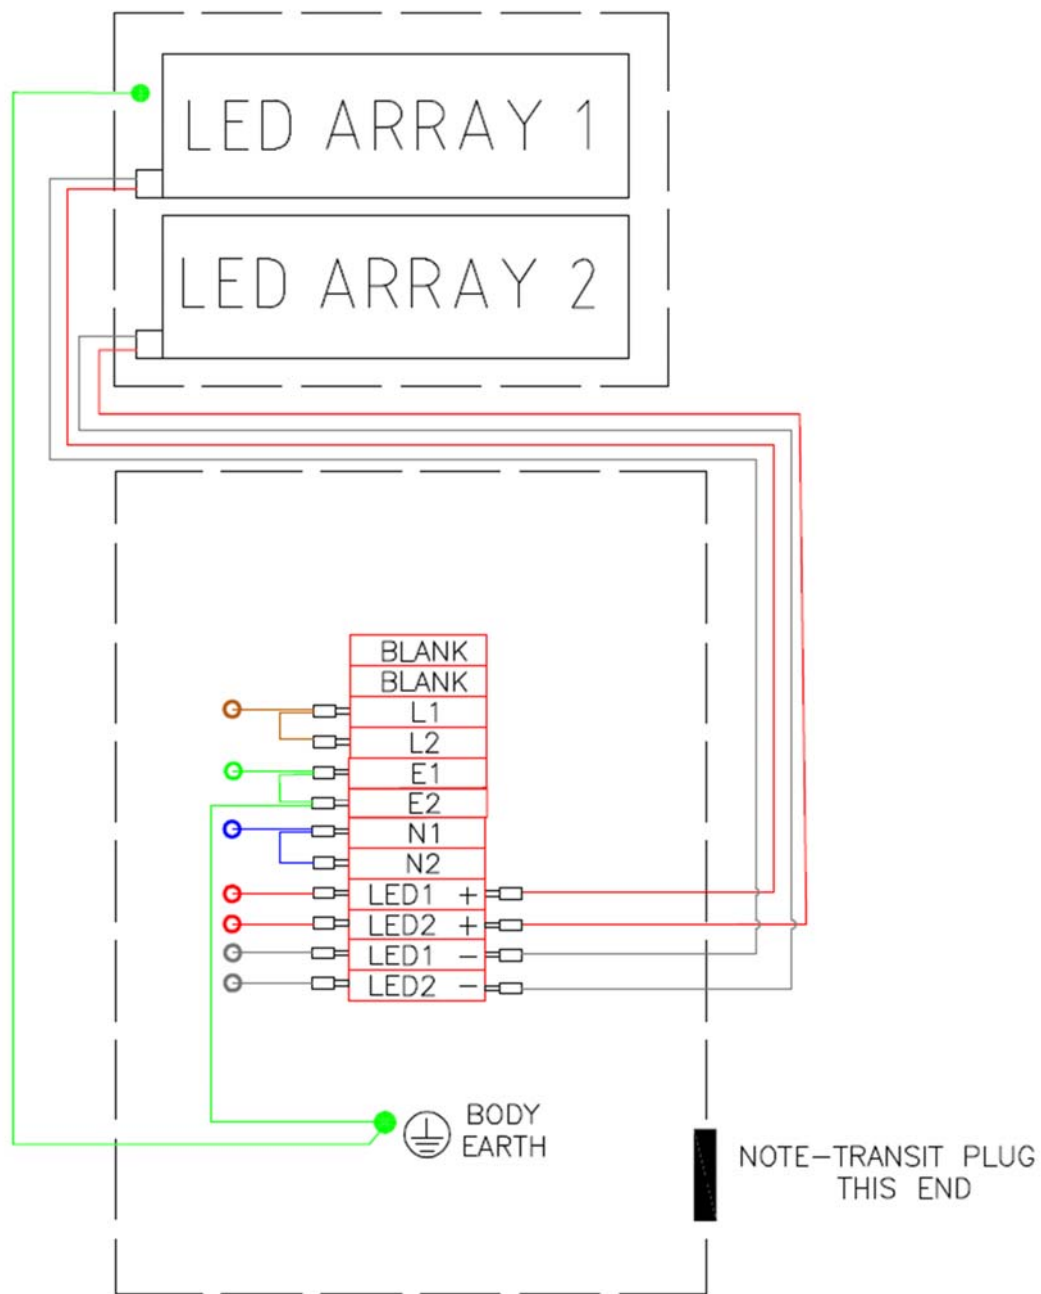 LED ARRAY 1
LED ARRAY 2
BLANK
BLANK
L1
L2
E1
E2
N1
N2
LED1 +
LED2 +
LED1 −
LED2 −
BODY
EARTH
NOTE−TRANSIT PLUG
THIS END